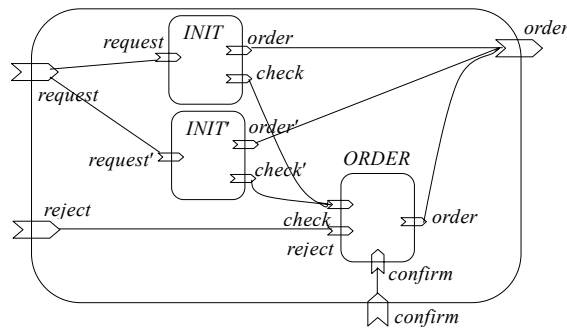 order
request
INIT
order
check
request
INIT'
order'
request'
check'
ORDER
reject
check
order
reject
confirm
confirm